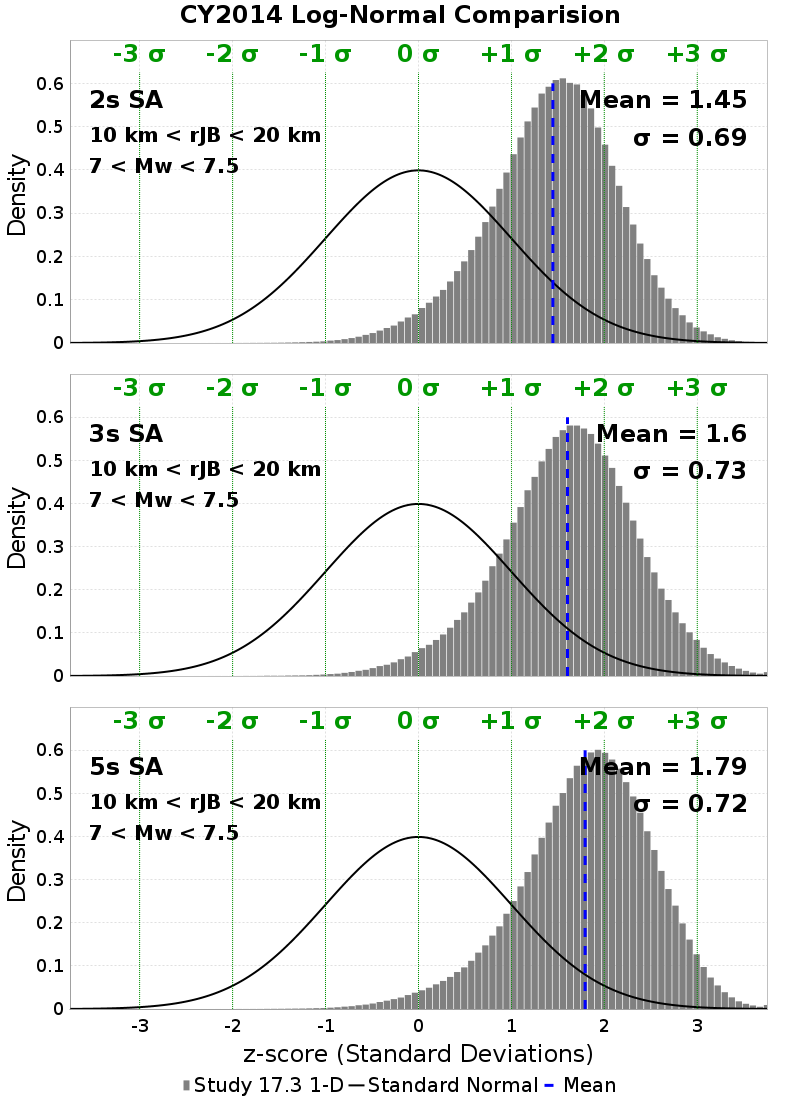 CY2014 Log-Normal Comparision
-3 σ -2 σ -1 σ 0 σ +1 σ +2 σ +3 σ
0.6
2s SA Mean = 1.45
0.5
10 km < rJB < 20 km σ = 0.69
7 < Mw < 7.5
0.4
Density
0.3
0.2
0.1
0
-3 σ -2 σ -1 σ 0 σ +1 σ +2 σ +3 σ
0.6
3s SA Mean = 1.6
0.5
10 km < rJB < 20 km σ = 0.73
7 < Mw < 7.5
0.4
Density
0.3
0.2
0.1
0
-3 σ -2 σ -1 σ 0 σ +1 σ +2 σ +3 σ
0.6
5s SA Mean = 1.79
0.5
10 km < rJB < 20 km σ = 0.72
7 < Mw < 7.5
0.4
Density
0.3
0.2
0.1
0
-3 -2 -1 0 1 2 3
z-score (Standard Deviations)
Study 17.3 1-D Standard Normal Mean